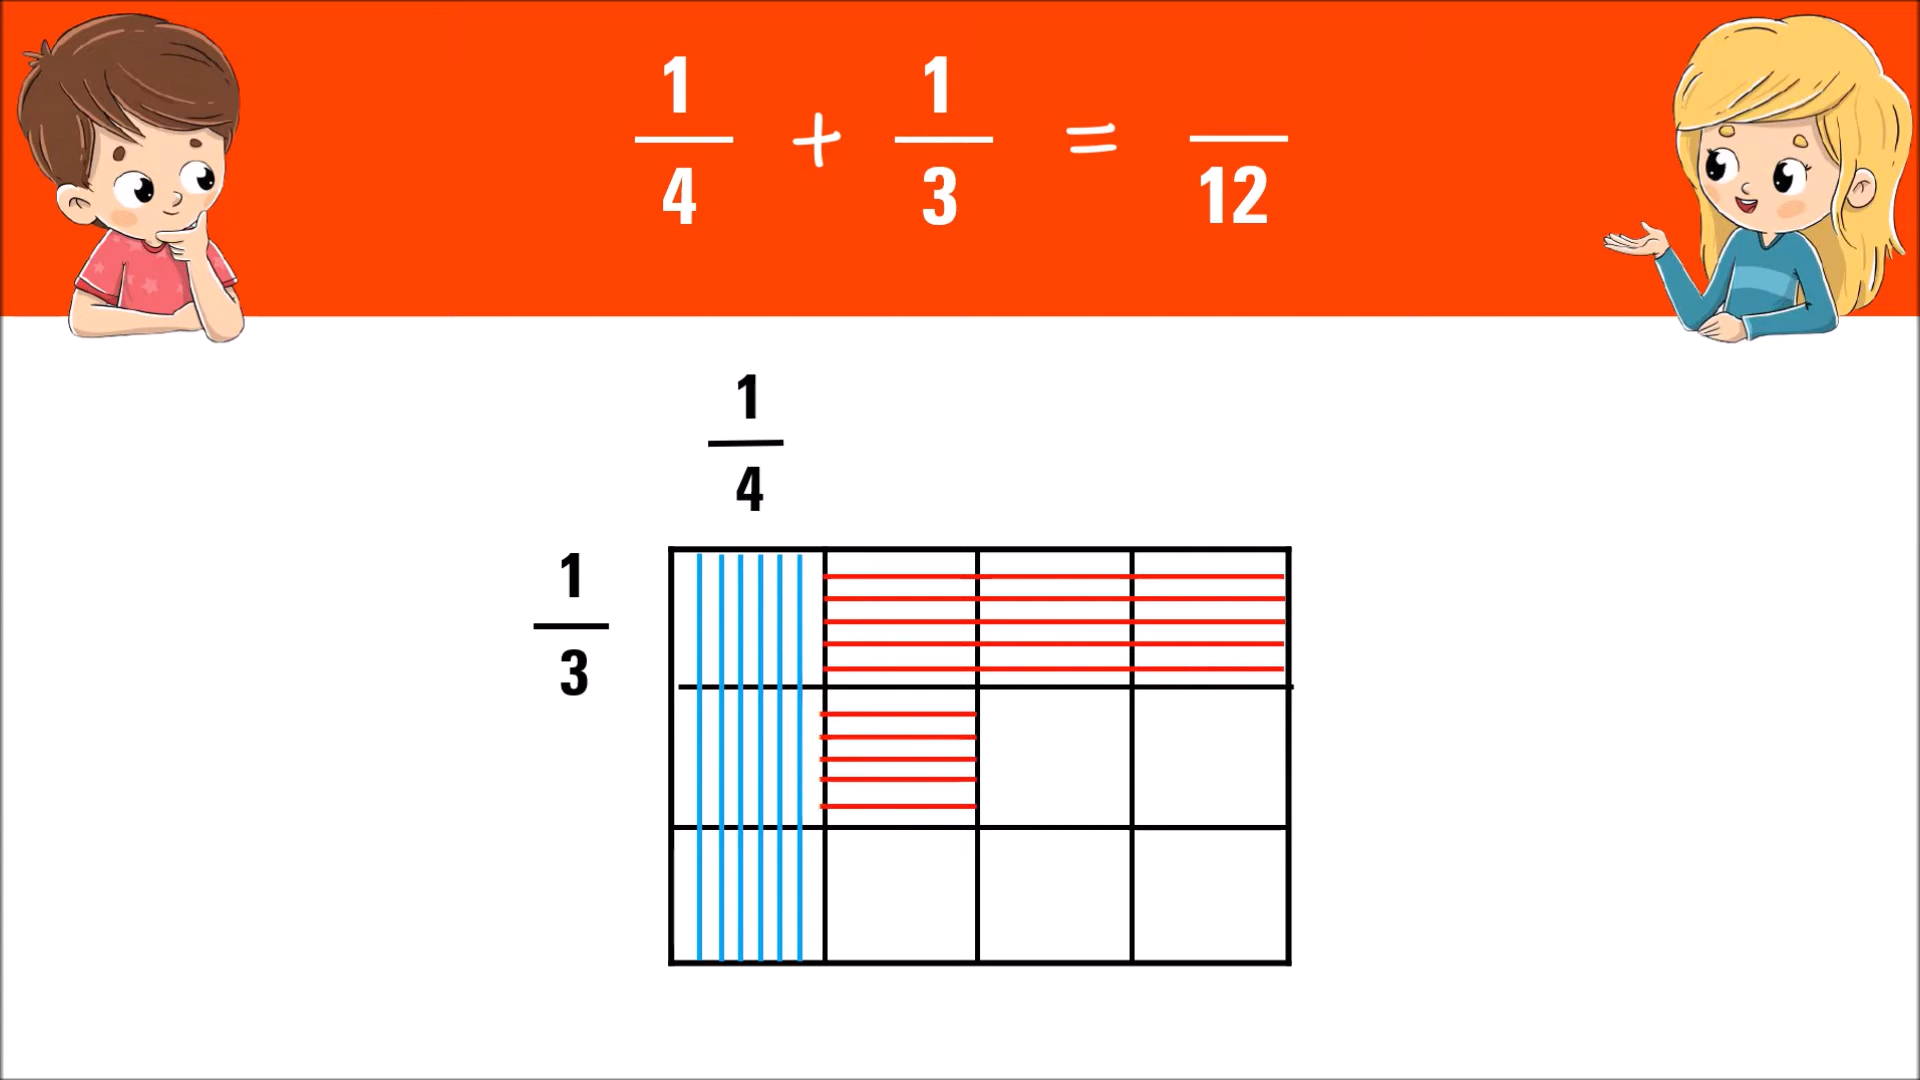 1/4 + 1/3 = /12
1/4
1/3